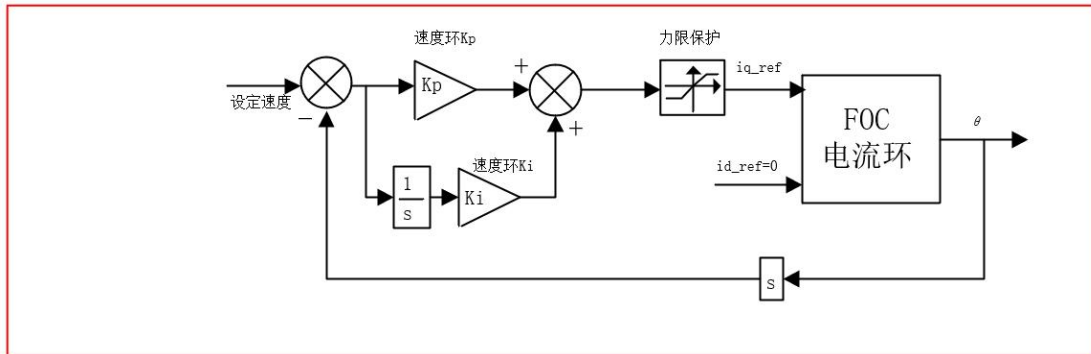 速度环Kp
力限保护
+
iq_ref
Kp
设定速度
−
+
FOC
电流环
θ
速度环Ki
id_ref=0
1
S
Ki
S